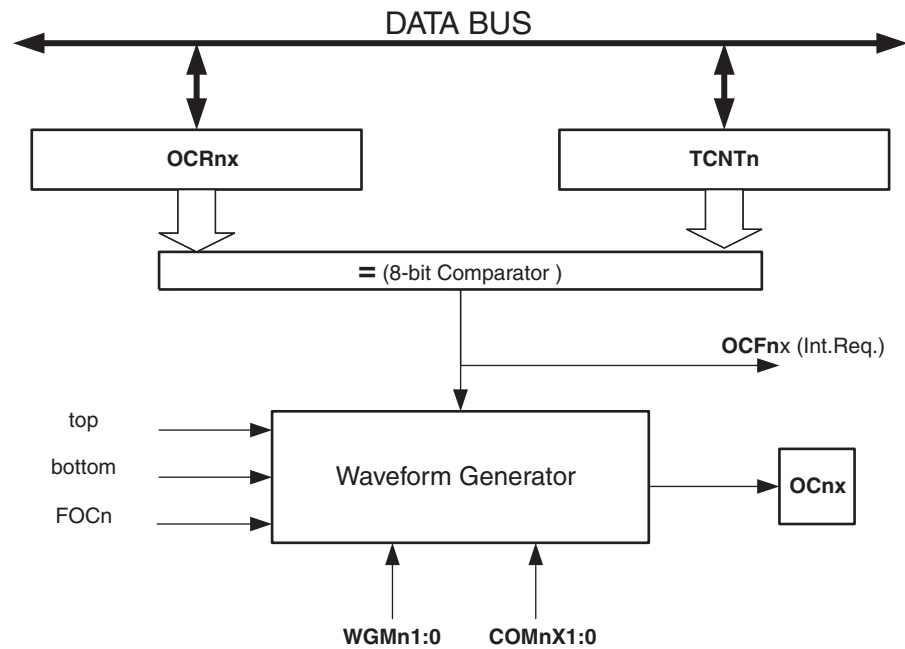 DATA BUS
OCRnx
TCNTn
= (8-bit Comparator )
OCFnx (Int.Req.)
top
bottom
FOCn
Waveform Generator
OCnx
WGMn1:0
COMnX1:0